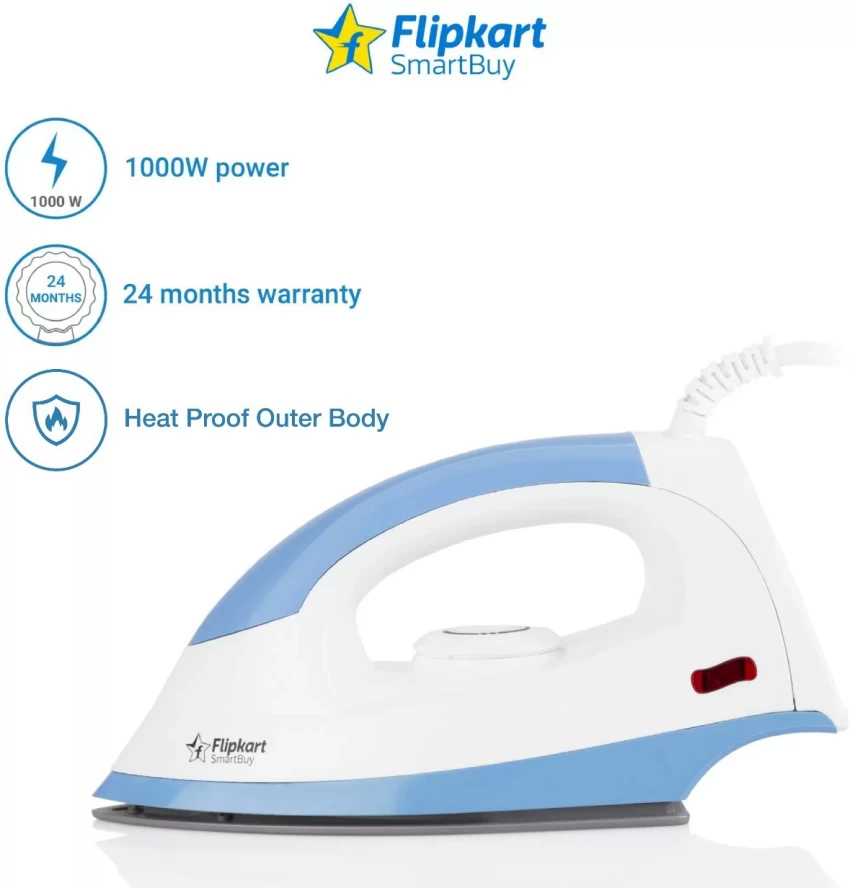 Flipkart
SmartBuy
1000 W
1000W power
24
MONTHS
24 months warranty
Heat Proof Outer Body
Flipkart
SmartBuy